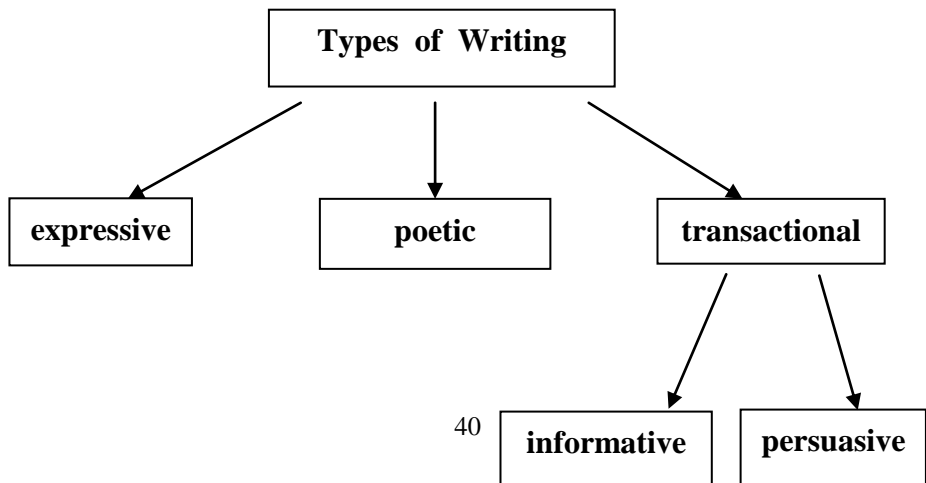 Types of Writing
expressive
poetic
transactional
40
informative
persuasive